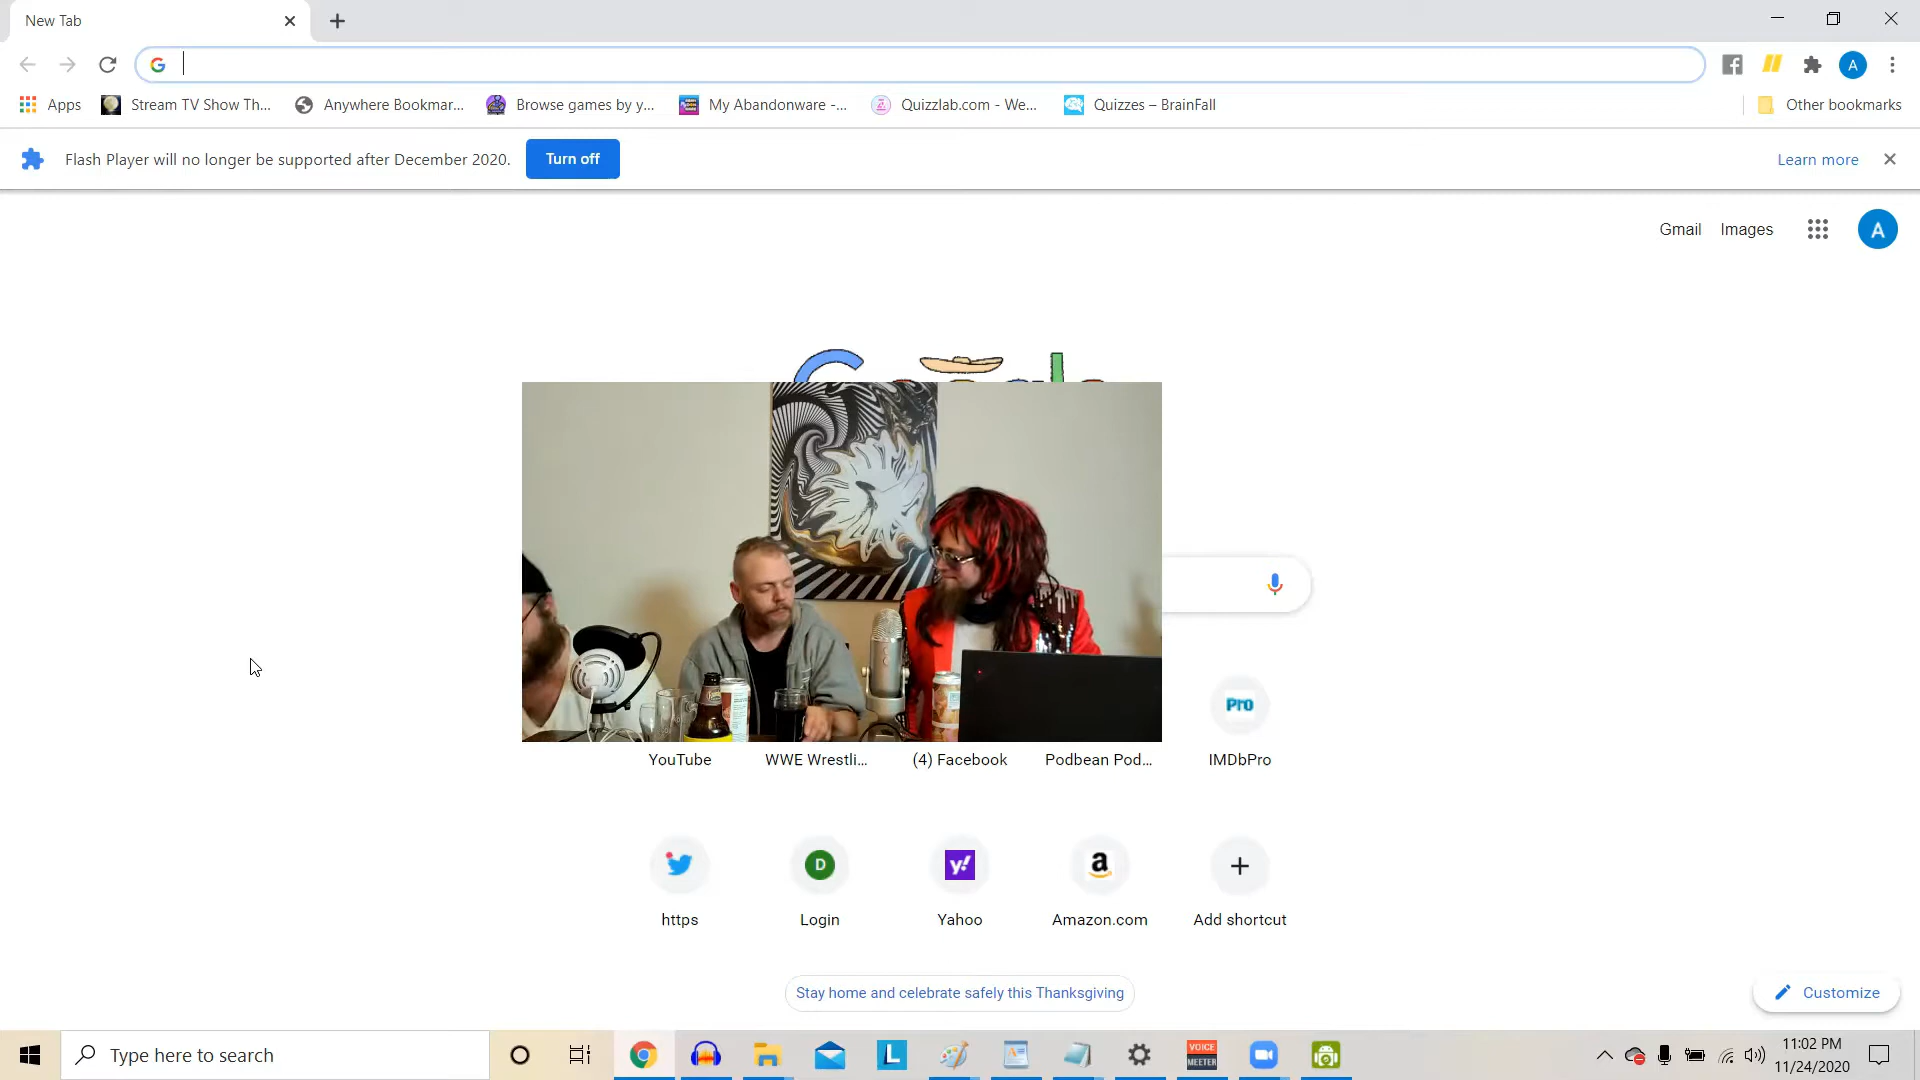 New Tab
Apps
Stream TV Show Th...
Anywhere Bookmar...
Browse games by y...
My Abandonware -...
Quizzlab.com - We...
Quizzes – BrainFall
Other bookmarks
Flash Player will no longer be supported after December 2020.
Turn off
Learn more
Gmail
Images
A
A
Pro
YouTube
WWE Wrestli...
(4) Facebook
Podbean Pod...
IMDbPro
D
y!
a
https
Login
Yahoo
Amazon.com
Add shortcut
Stay home and celebrate safely this Thanksgiving
Customize
Type here to search
L
VOICE
MEETER
11:02 PM
11/24/2020